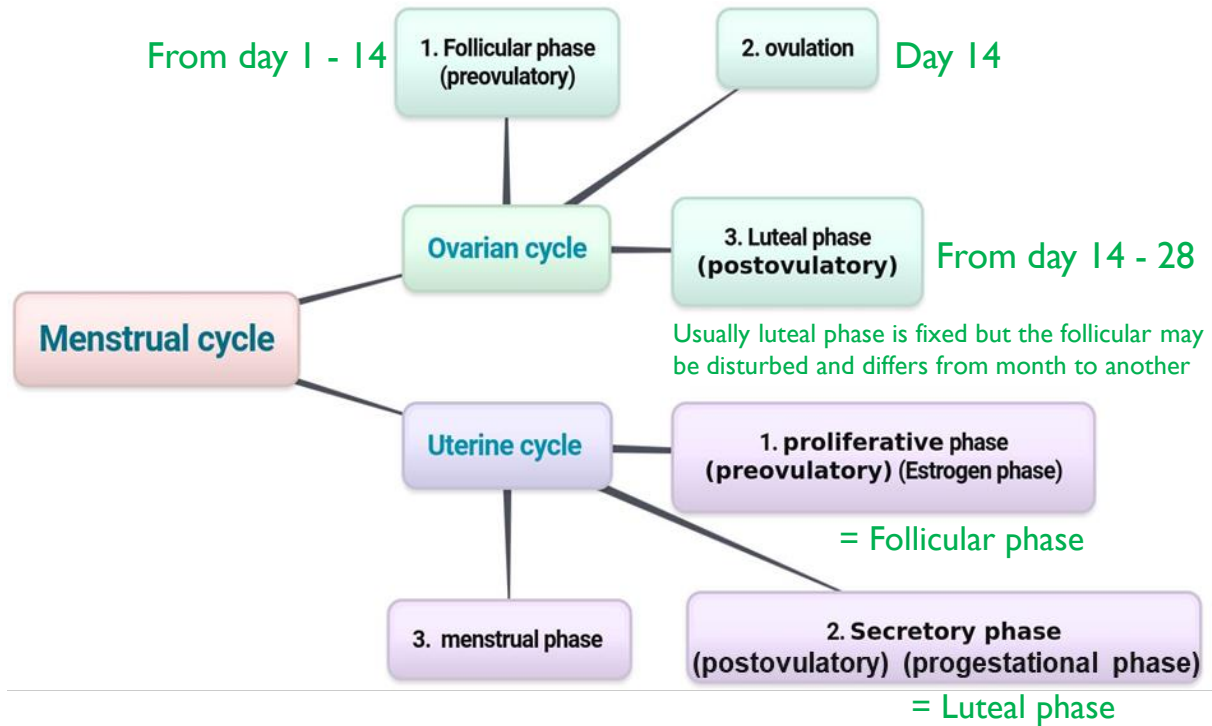 From day 1 - 14
1. Follicular phase
(preovulatory)
2. ovulation
Day 14
Ovarian cycle
3. Luteal phase
(postovulatory)
From day 14 - 28
Usually luteal phase is fixed but the follicular may
be disturbed and differs from month to another
Menstrual cycle
Uterine cycle
1. proliferative phase
(preovulatory) (Estrogen phase)
= Follicular phase
3. menstrual phase
2. Secretory phase
(postovulatory) (progestational phase)
= Luteal phase